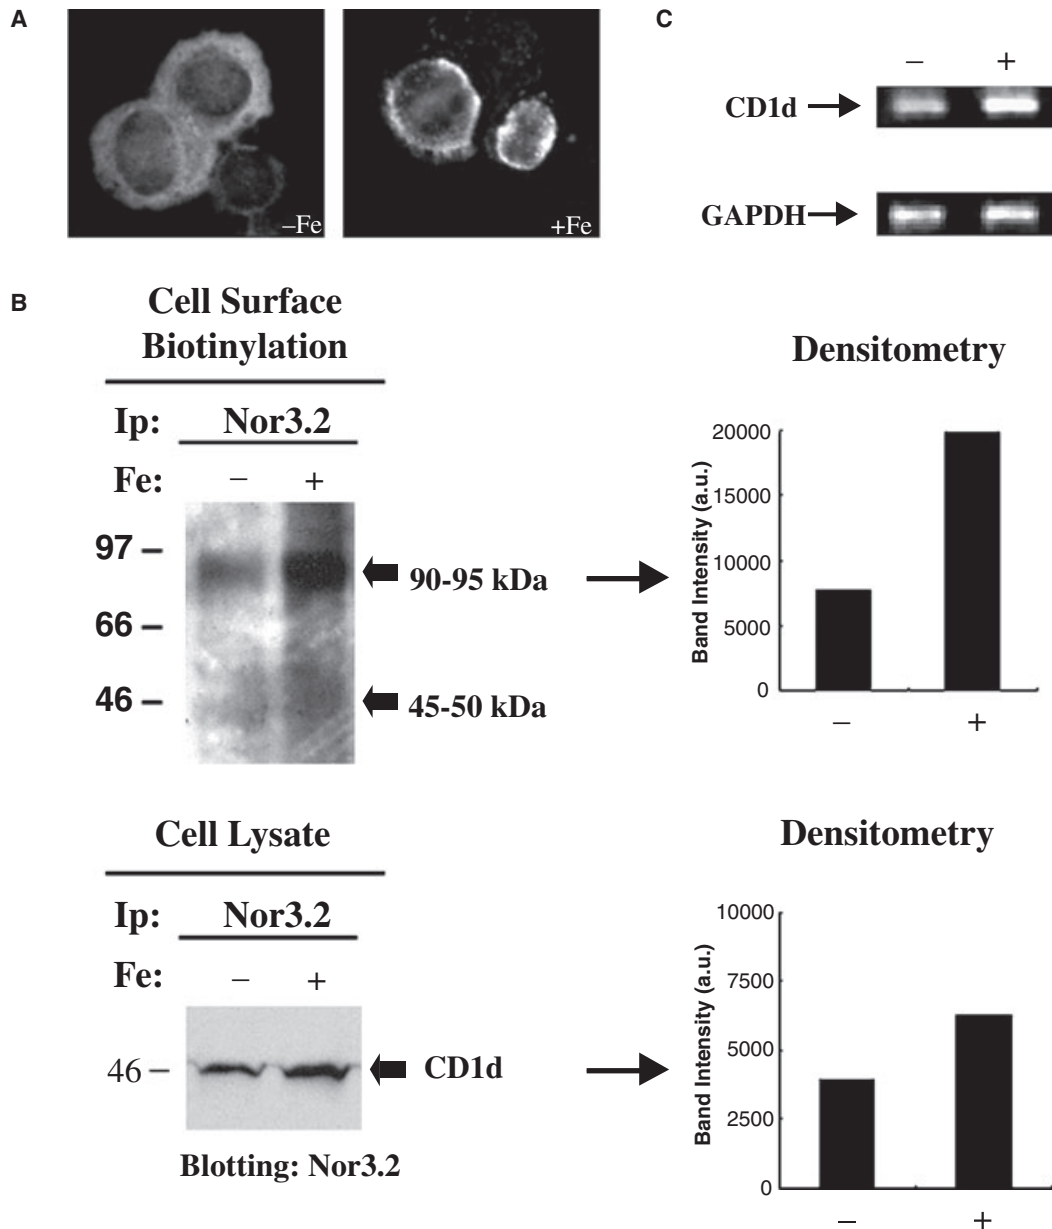 A
–Fe
+Fe
C
– +
CD1d
GAPDH
B
Cell Surface
Biotinylation
Ip: Nor3.2
Fe: – +
97
66
46
90-95 kDa
45-50 kDa
Densitometry
Band Intensity (a.u.)
20000
15000
10000
5000
0
– +
Cell Lysate
Ip: Nor3.2
Fe: – +
46
CD1d
Blotting: Nor3.2
Densitometry
Band Intensity (a.u.)
10000
7500
5000
2500
0
– +